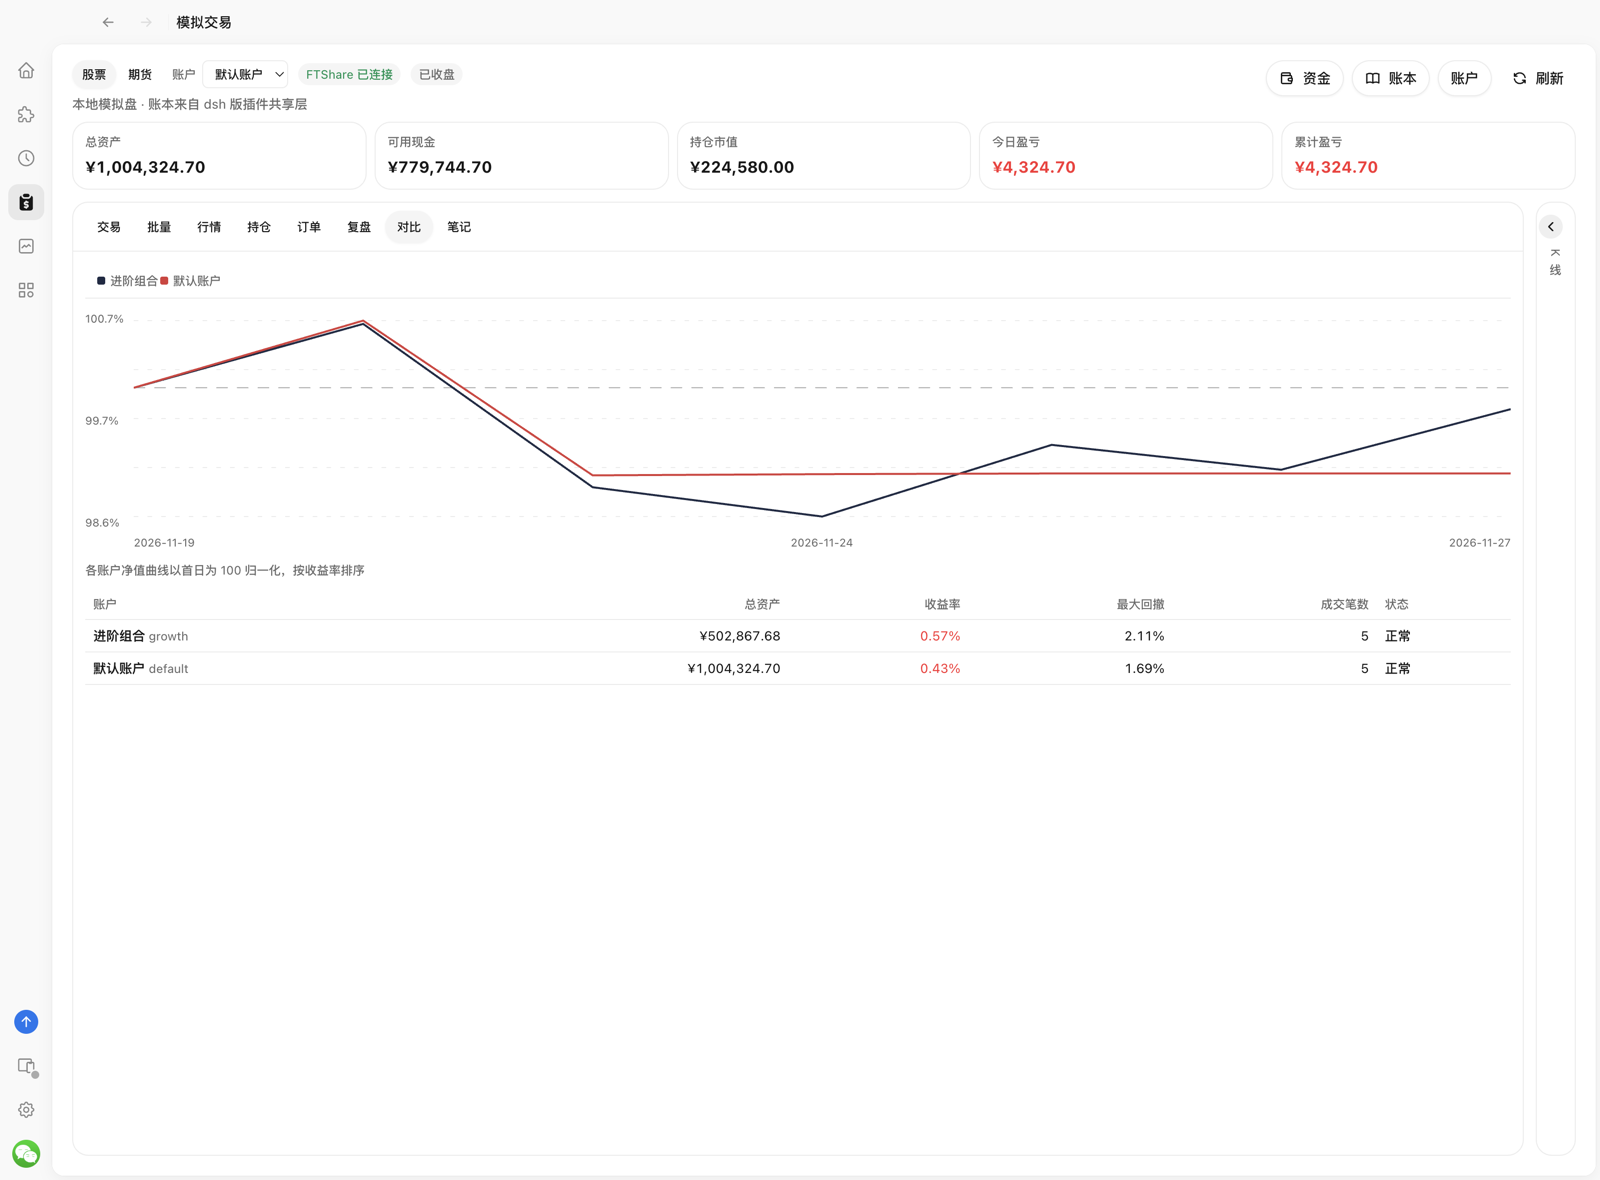 模拟交易
股票 期货 账户 默认账户 FTShare 已连接 已收盘
资金 账本 账户 刷新
本地模拟盘 · 账本来自 dsh 版插件共享层
总资产
¥1,004,324.70
可用现金
¥779,744.70
持仓市值
¥224,580.00
今日盈亏
¥4,324.70
累计盈亏
¥4,324.70
交易 批量 行情 持仓 订单 复盘 对比 笔记
K线
进阶组合 默认账户
100.7%
99.7%
98.6%
2026-11-19 2026-11-24 2026-11-27
各账户净值曲线以首日为 100 归一化，按收益率排序
账户 总资产 收益率 最大回撤 成交笔数 状态
进阶组合 growth ¥502,867.68 0.57% 2.11% 5 正常
默认账户 default ¥1,004,324.70 0.43% 1.69% 5 正常